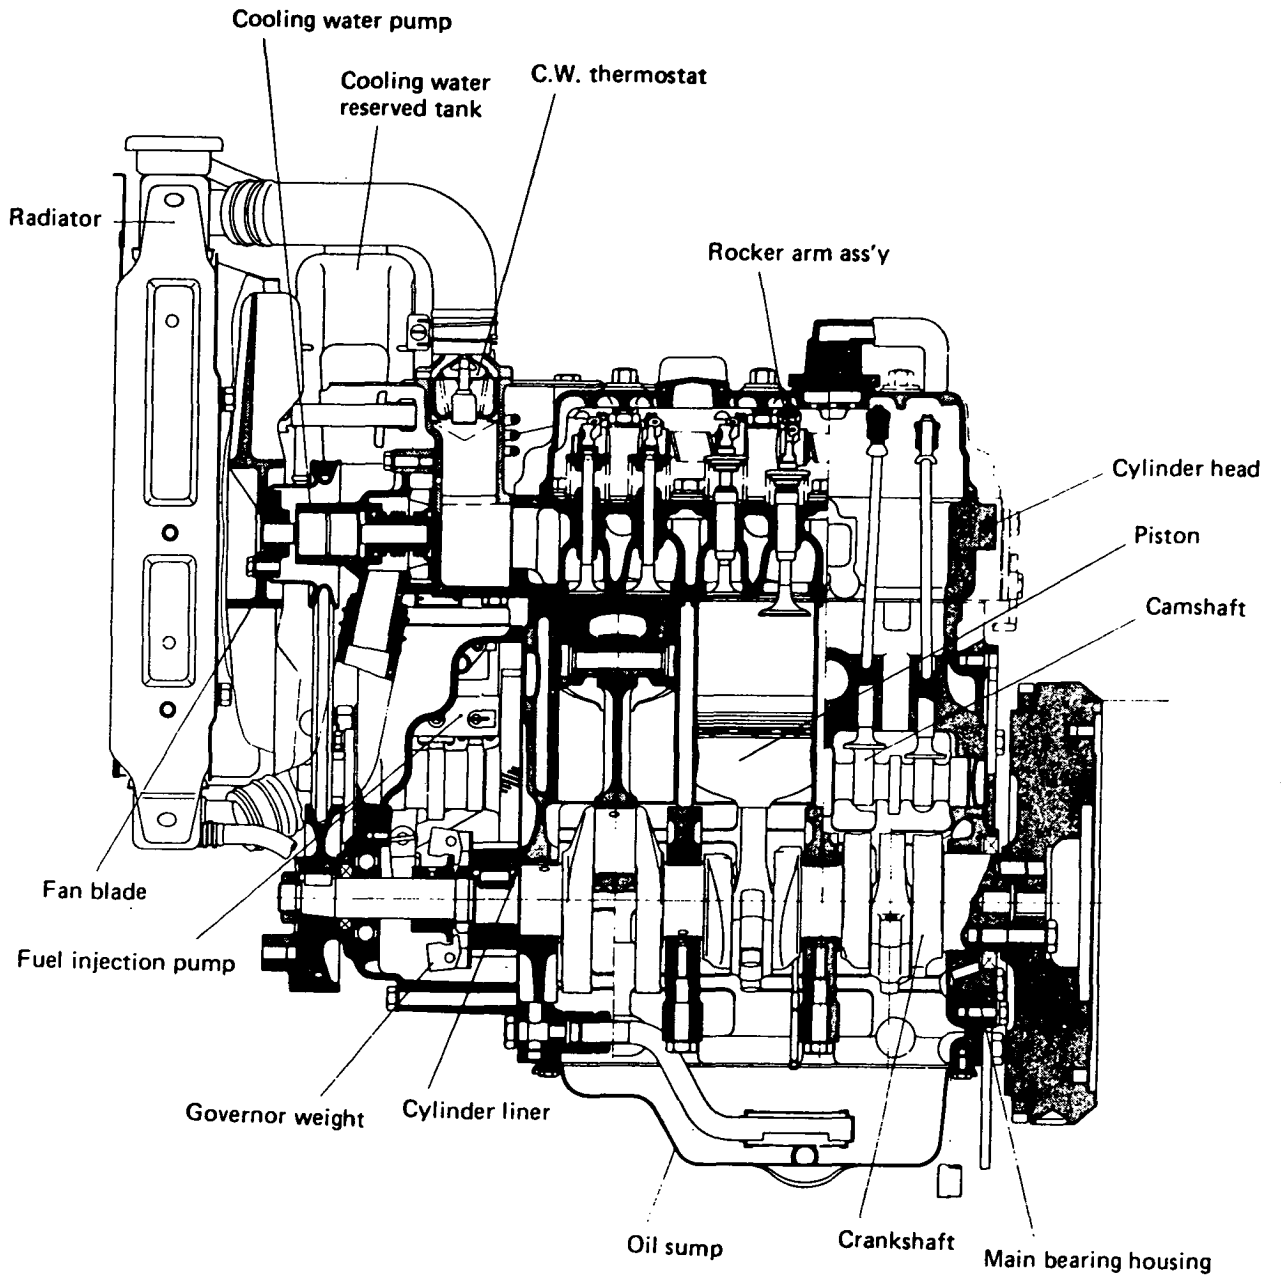 Cooling water pump
Cooling water
reserved tank
C.W. thermostat
Radiator
Rocker arm ass'y
Cylinder head
Piston
Camshaft
Fan blade
Fuel injection pump
Governor weight
Cylinder liner
Oil sump
Crankshaft
Main bearing housing